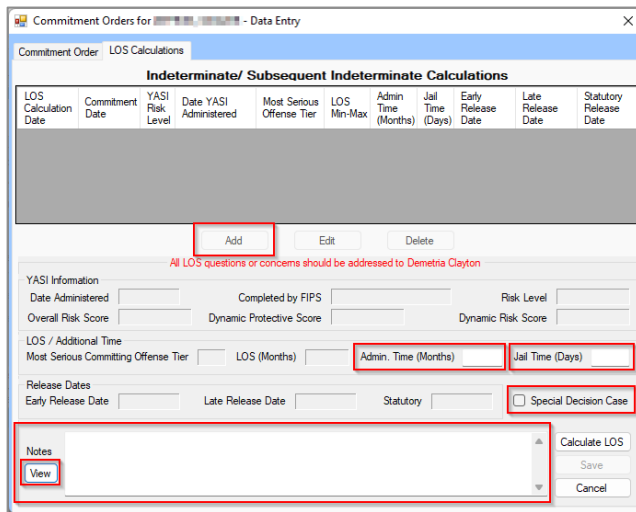 Commitment Orders for - Data Entry
Commitment Order LOS Calculations
Indeterminate/ Subsequent Indeterminate Calculations
LOS Calculation Date
Commitment Date
YASI Risk Level
Date YASI Administered
Most Serious Offense Tier
LOS Min-Max
Admin Time (Months)
Jail Time (Days)
Early Release Date
Late Release Date
Statutory Release Date
Add Edit Delete
All LOS questions or concerns should be addressed to Demetria Clayton
YASI Information
Date Administered Completed by FIPS Risk Level
Overall Risk Score Dynamic Protective Score Dynamic Risk Score
LOS / Additional Time
Most Serious Committing Offense Tier LOS (Months) Admin. Time (Months) Jail Time (Days)
Release Dates
Early Release Date Late Release Date Statutory Special Decision Case
Notes
View
Calculate LOS
Save
Cancel